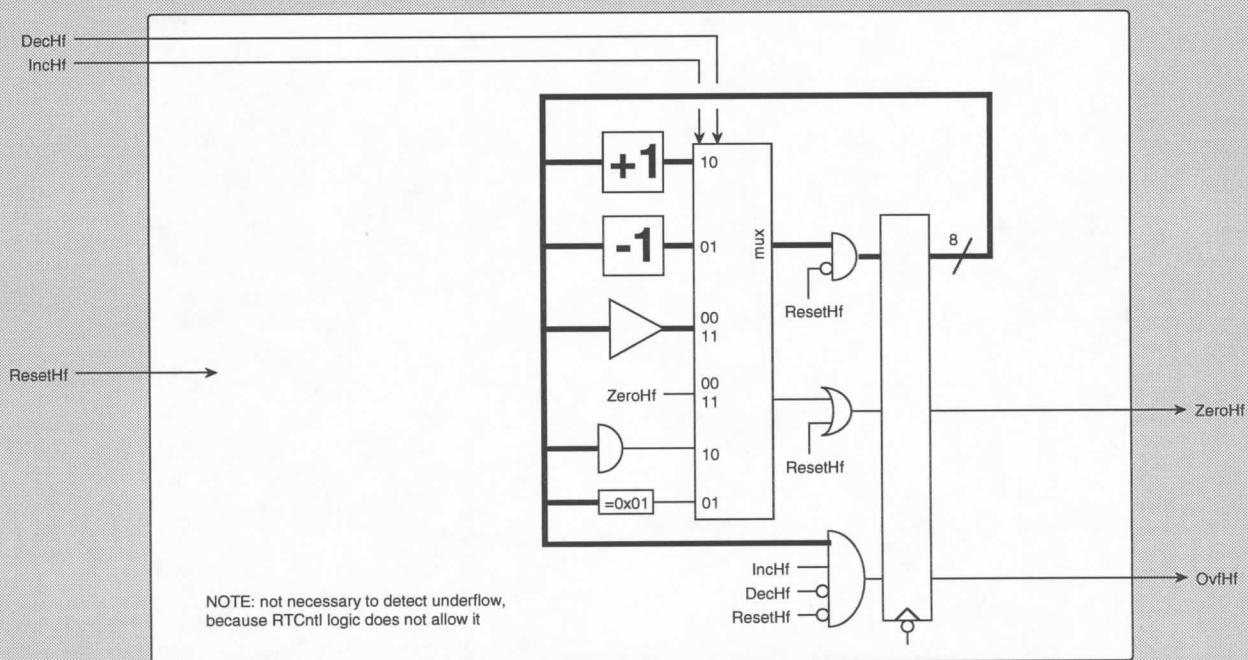 DecHf
IncHf
+1
10
-1
01
mux
8
ResetHf
00
11
ResetHf
ZeroHf
00
11
ZeroHf
10
ResetHf
=0x01
01
IncHf
DecHf
ResetHf
OvfHf
NOTE: not necessary to detect underflow,
because RTCntl logic does not allow it